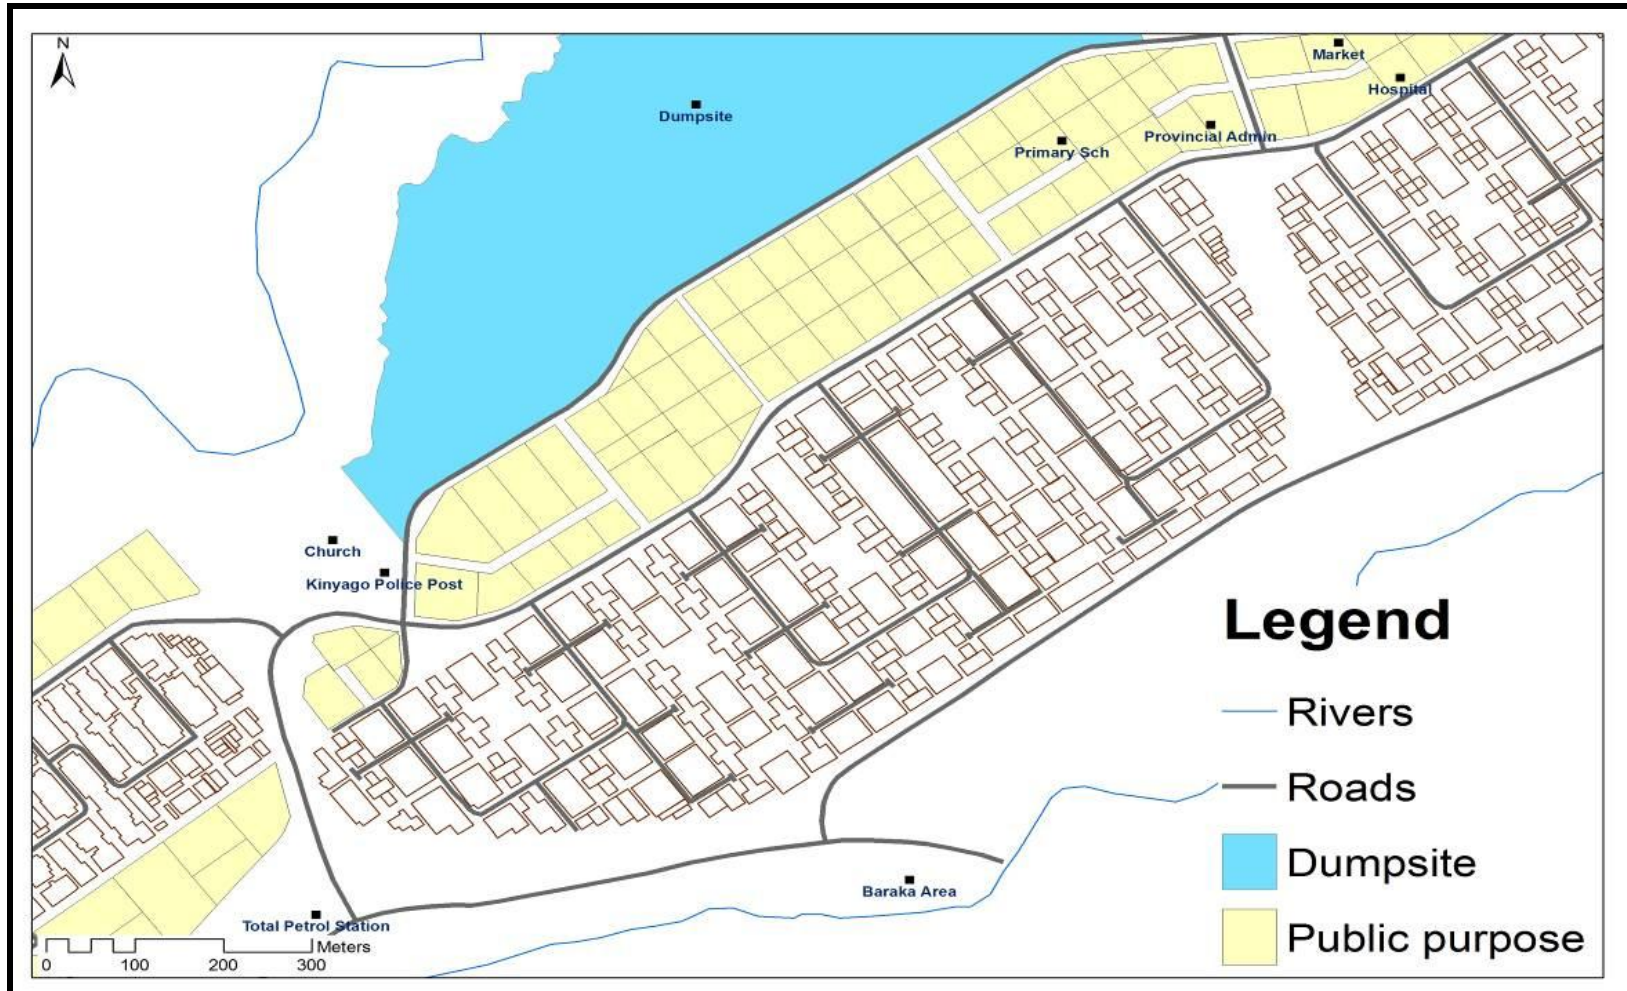 N
Market
Hospital
Dumpsite
Provincial Admin
Primary Sch
Church
Kinyago Police Post
Legend
Rivers
Roads
Dumpsite
Public purpose
Baraka Area
Total Petrol Station
Meters
0 100 200 300